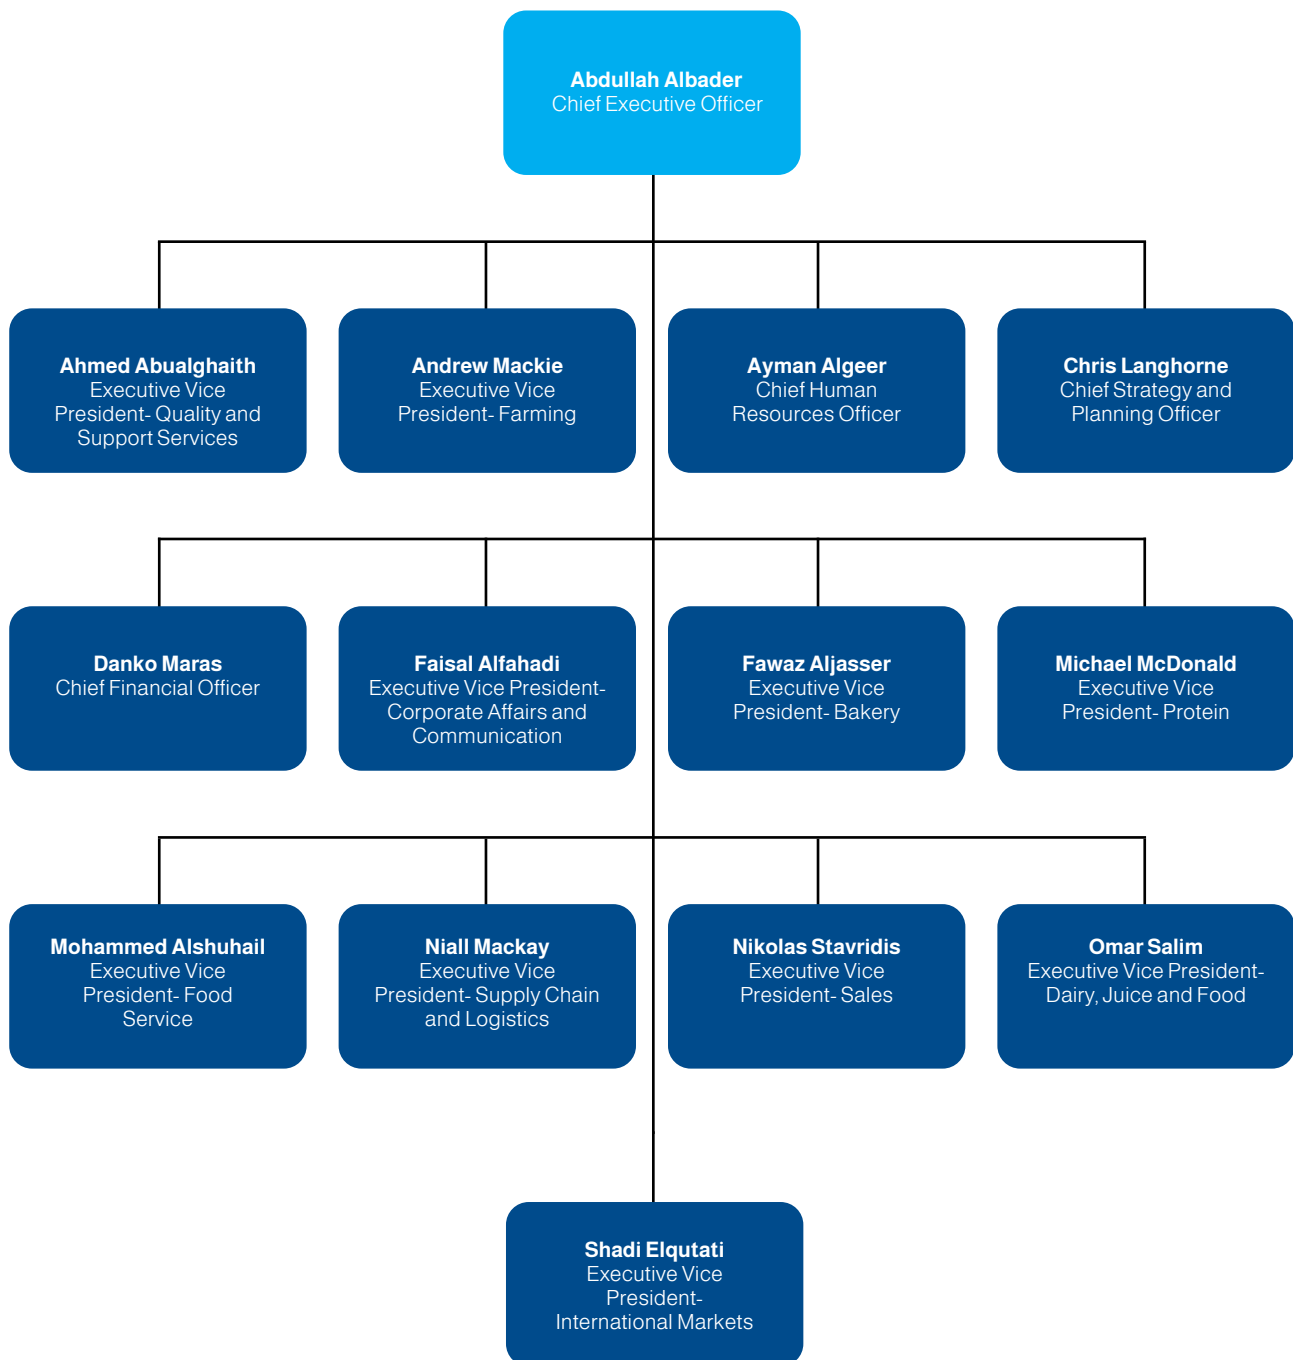 Abdullah Albader
Chief Executive Officer
Ahmed Abualghaith
Executive Vice
President- Quality and
Support Services
Andrew Mackie
Executive Vice
President- Farming
Ayman Algeer
Chief Human
Resources Officer
Chris Langhorne
Chief Strategy and
Planning Officer
Danko Maras
Chief Financial Officer
Faisal Alfahadi
Executive Vice President-
Corporate Affairs and
Communication
Fawaz Aljasser
Executive Vice
President- Bakery
Michael McDonald
Executive Vice
President- Protein
Mohammed Alshuhail
Executive Vice
President- Food
Service
Niall Mackay
Executive Vice
President- Supply Chain
and Logistics
Nikolas Stavridis
Executive Vice
President- Sales
Omar Salim
Executive Vice President-
Dairy, Juice and Food
Shadi Elqutati
Executive Vice
President-
International Markets